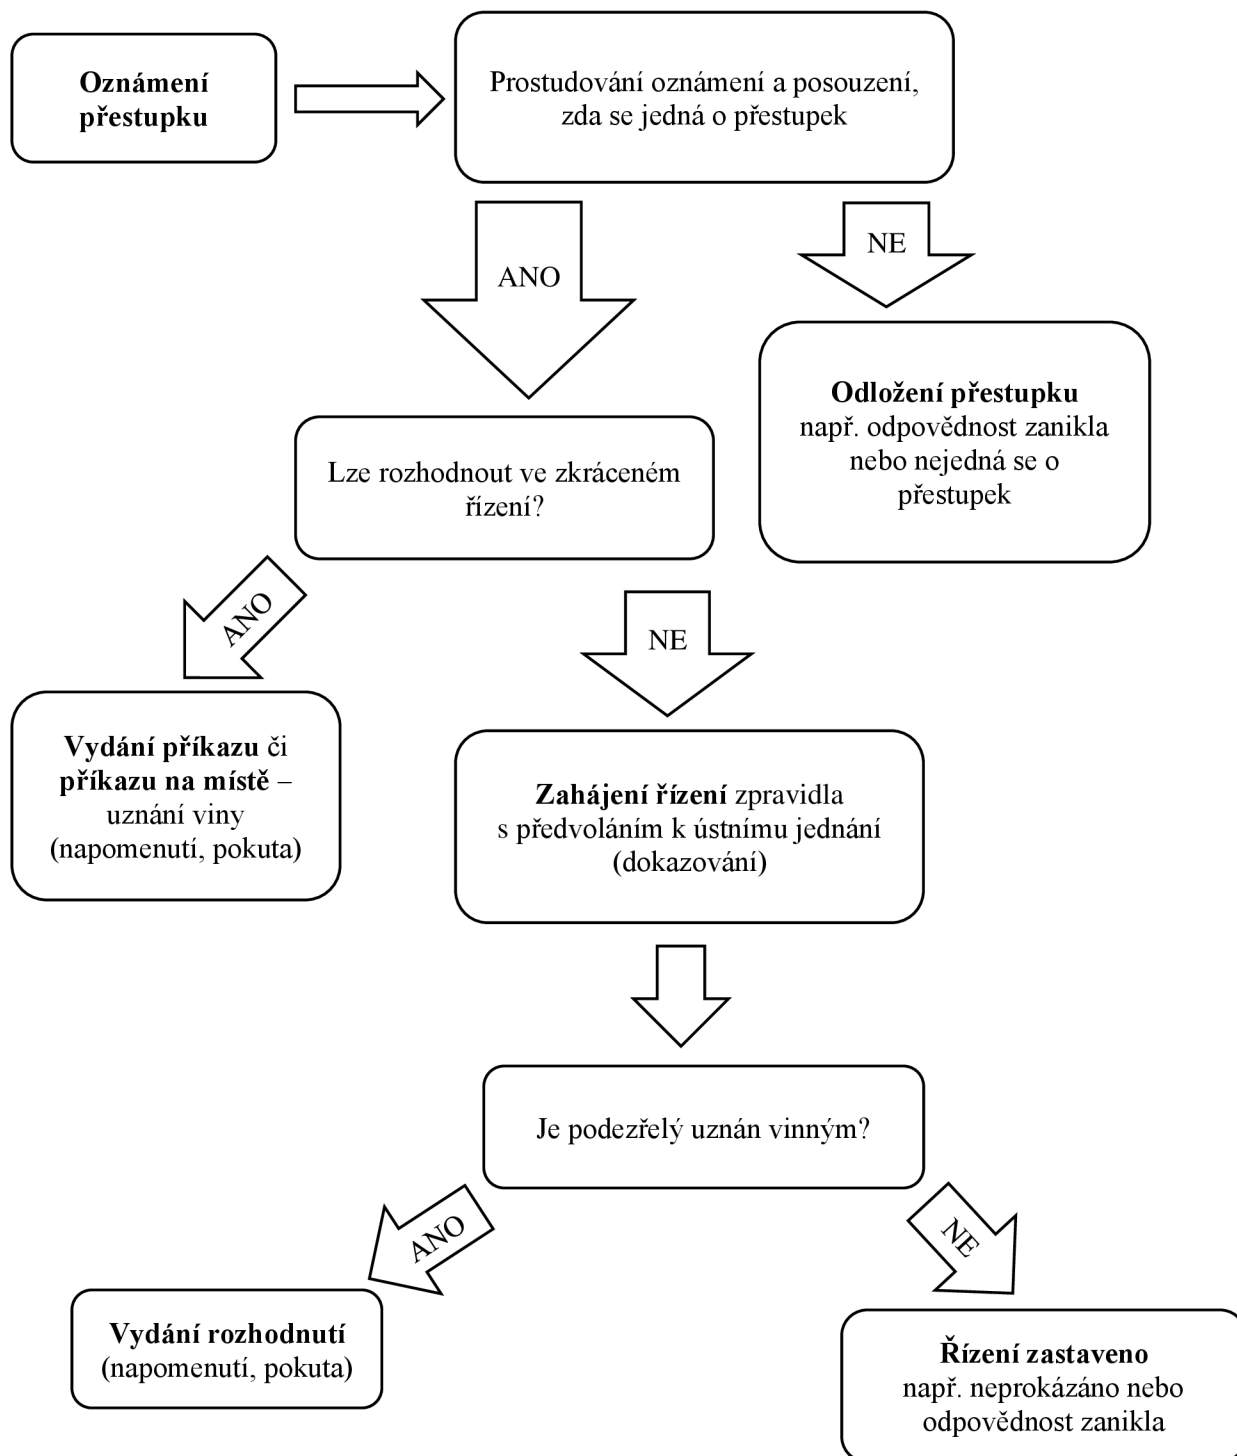 Oznámení
přestupku
Prostudování oznámení a posouzení,
zda se jedná o přestupek
ANO
NE
Odložení přestupku
např. odpovědnost zanikla
nebo nejedná se o
přestupek
Lze rozhodnout ve zkráceném
řízení?
ANO
NE
Vydání příkazu či
příkazu na místě –
uznání viny
(napomenutí, pokuta)
Zahájení řízení zpravidla
s předvoláním k ústnímu jednání
(dokazování)
Je podezřelý uznán vinným?
ANO
NE
Vydání rozhodnutí
(napomenutí, pokuta)
Řízení zastaveno
např. neprokázáno nebo
odpovědnost zanikla